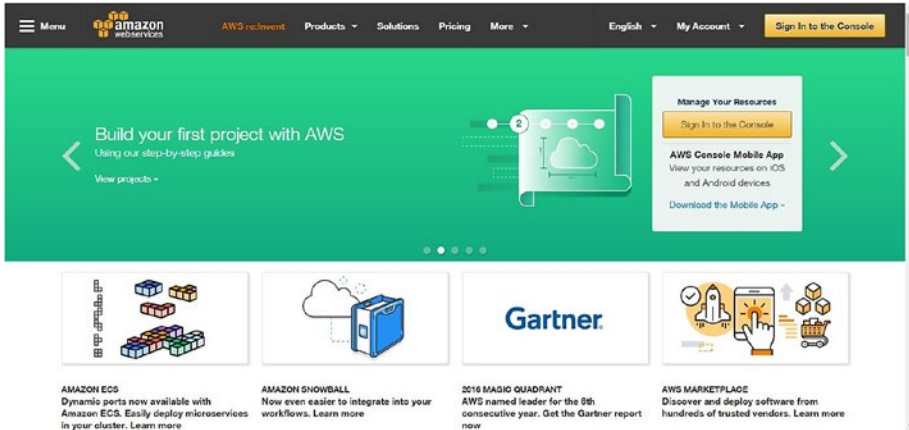 Menu
amazon
webservices
AWS re:Invent
Products
Solutions
Pricing
More
English
My Account
Sign In to the Console
Build your first project with AWS
Using our step-by-step guides
View projects »
2
Manage Your Resources
Sign In to the Console
AWS Console Mobile App
View your resources on iOS
and Android devices
Download the Mobile App »
AMAZON ECS
Dynamic ports now available with
Amazon ECS. Easily deploy microservices
in your cluster. Learn more
AMAZON SNOWBALL
Now even easier to integrate into your
workflows. Learn more
Gartner.
2016 MAGIC QUADRANT
AWS named leader for the 6th
consecutive year. Get the Gartner report
now
AWS MARKETPLACE
Discover and deploy software from
hundreds of trusted vendors. Learn more